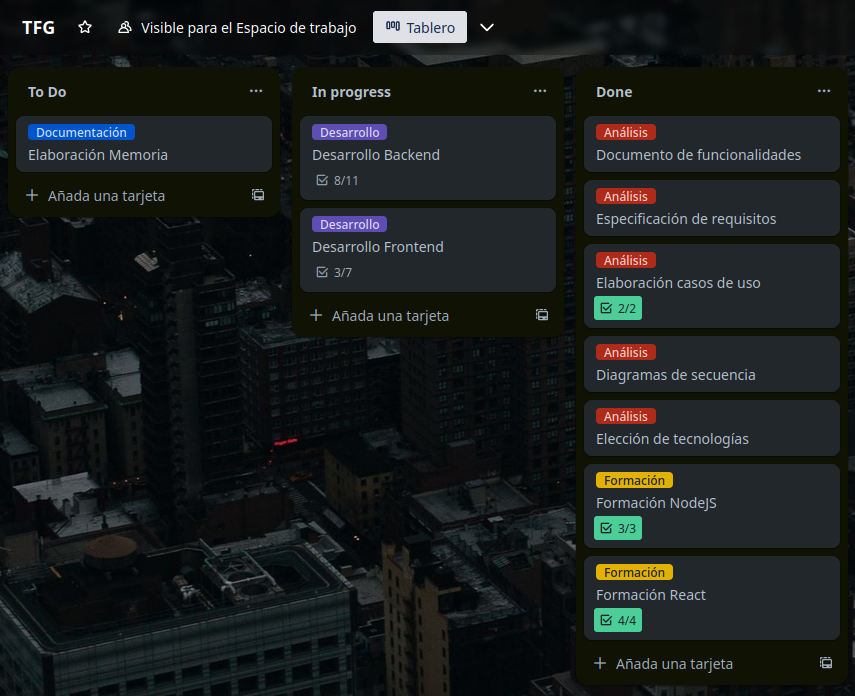 TFG Visible para el Espacio de trabajo Tablero
To Do
Documentación
Elaboración Memoria
Añada una tarjeta
In progress
Desarrollo
Desarrollo Backend
8/11
Desarrollo
Desarrollo Frontend
3/7
Añada una tarjeta
Done
Análisis
Documento de funcionalidades
Análisis
Especificación de requisitos
Análisis
Elaboración casos de uso
2/2
Análisis
Diagramas de secuencia
Análisis
Elección de tecnologías
Formación
Formación NodeJS
3/3
Formación
Formación React
4/4
Añada una tarjeta